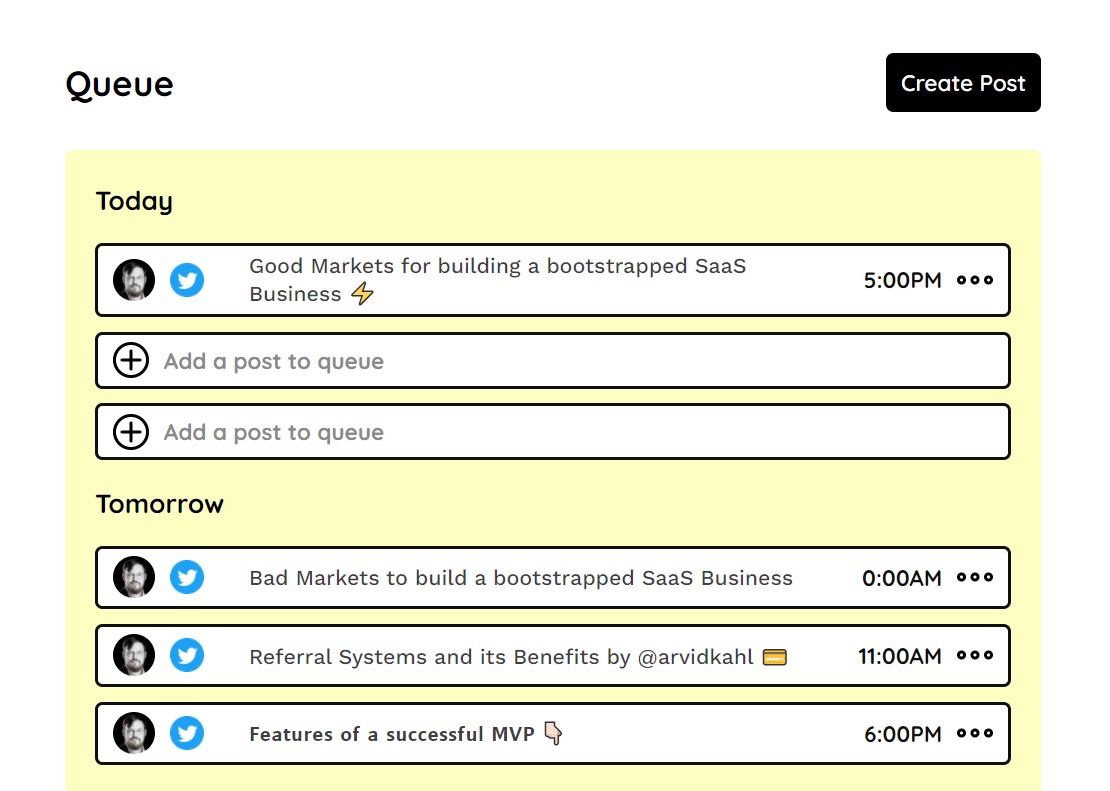 Queue
Create Post
Today
Good Markets for building a bootstrapped SaaS
Business ⚡
5:00PM
Add a post to queue
Add a post to queue
Tomorrow
Bad Markets to build a bootstrapped SaaS Business
0:00AM
Referral Systems and its Benefits by @arvidkahl 💳
11:00AM
Features of a successful MVP 👇🏻
6:00PM